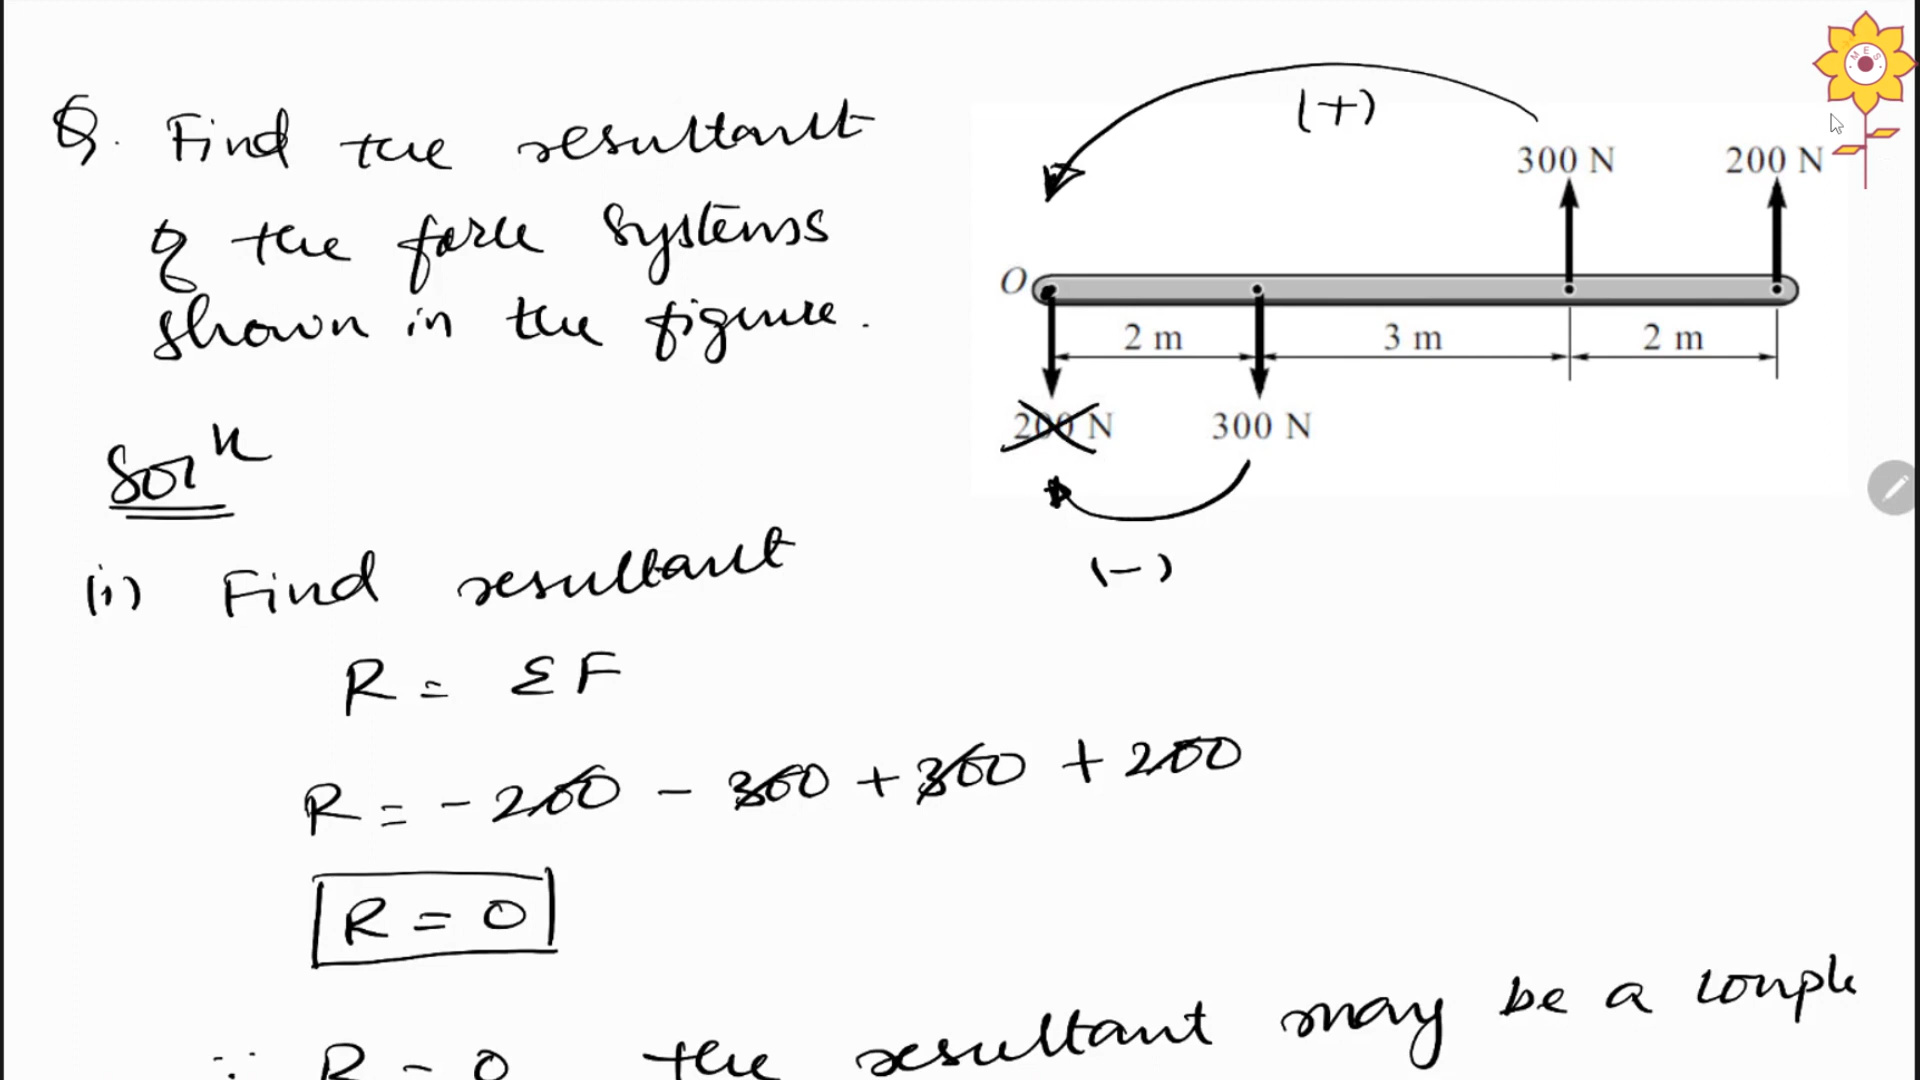 Q. Find the resultant
of the force systems
shown in the figure.
(+)
300 N 200 N
O
2 m 3 m 2 m
200 N 300 N
(-)
Solⁿ
(i) Find resultant
R = ΣF
R = - 200 - 300 + 300 + 200
R = 0
∵ R = 0 the resultant may be a couple
MES